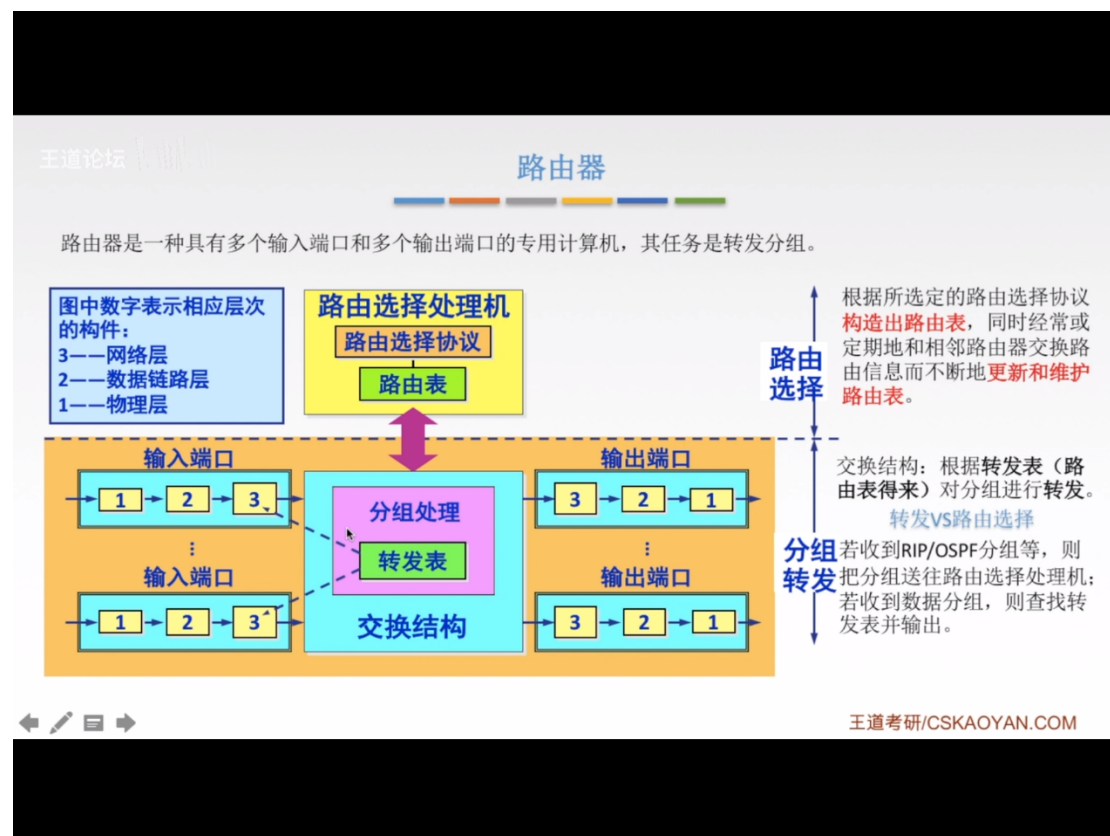 王道论坛
路由器
路由器是一种具有多个输入端口和多个输出端口的专用计算机，其任务是转发分组。
图中数字表示相应层次
的构件：
3——网络层
2——数据链路层
1——物理层
路由选择处理机
路由选择协议
路由表
路由
选择
根据所选定的路由选择协议
构造出路由表，同时经常或
定期地和相邻路由器交换路
由信息而不断地更新和维护
路由表。
输入端口
1
2
3
⋮
输入端口
1
2
3
分组处理
转发表
交换结构
输出端口
3
2
1
⋮
输出端口
3
2
1
分组
转发
交换结构：根据转发表（路
由表得来）对分组进行转发。
转发VS路由选择
若收到RIP/OSPF分组等，则
把分组送往路由选择处理机；
若收到数据分组，则查找转
发表并输出。
王道考研/CSKAOYAN.COM